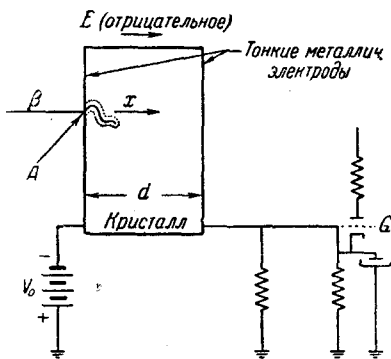 E (отрицательное)
Тонкие металлич.
электроды
β
x
A
d
Кристалл
G
−
V₀
+